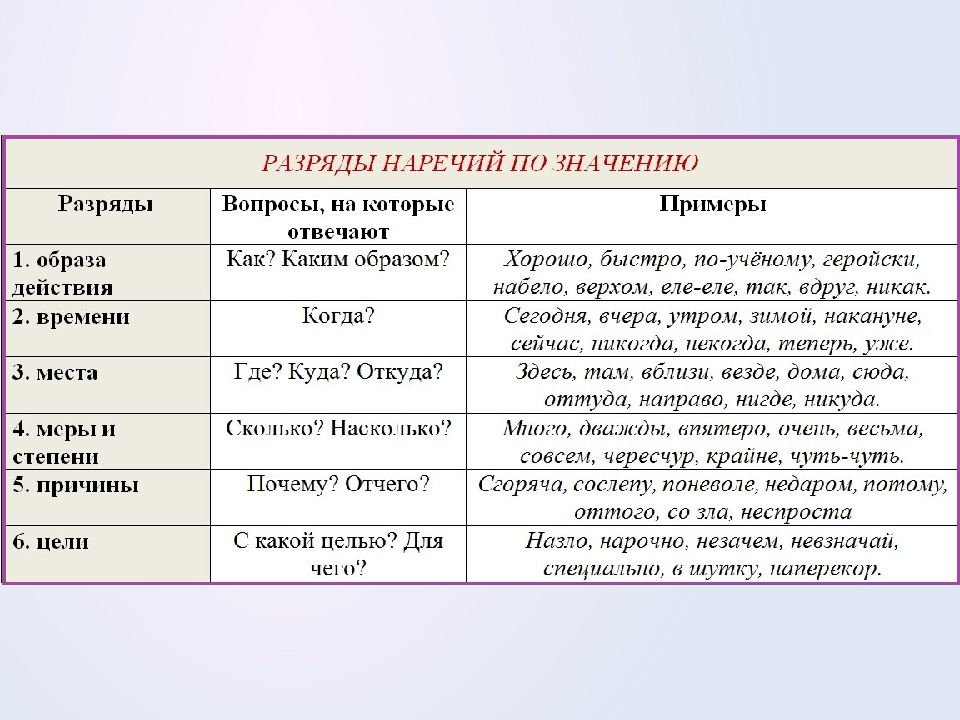 РАЗРЯДЫ НАРЕЧИЙ ПО ЗНАЧЕНИЮ
Разряды
Вопросы, на которые
отвечают
Примеры
1. образа
действия
Как? Каким образом?
Хорошо, быстро, по-учёному, геройски,
набело, верхом, еле-еле, так, вдруг, никак.
2. времени
Когда?
Сегодня, вчера, утром, зимой, накануне,
сейчас, никогда, некогда, теперь, уже.
3. места
Где? Куда? Откуда?
Здесь, там, вблизи, везде, дома, сюда,
оттуда, направо, нигде, никуда.
4. меры и
степени
Сколько? Насколько?
Много, дважды, впятеро, очень, весьма,
совсем, чересчур, крайне, чуть-чуть.
5. причины
Почему? Отчего?
Сгоряча, сослепу, поневоле, недаром, потому,
оттого, со зла, неспроста
6. цели
С какой целью? Для
чего?
Назло, нарочно, незачем, невзначай,
специально, в шутку, наперекор.